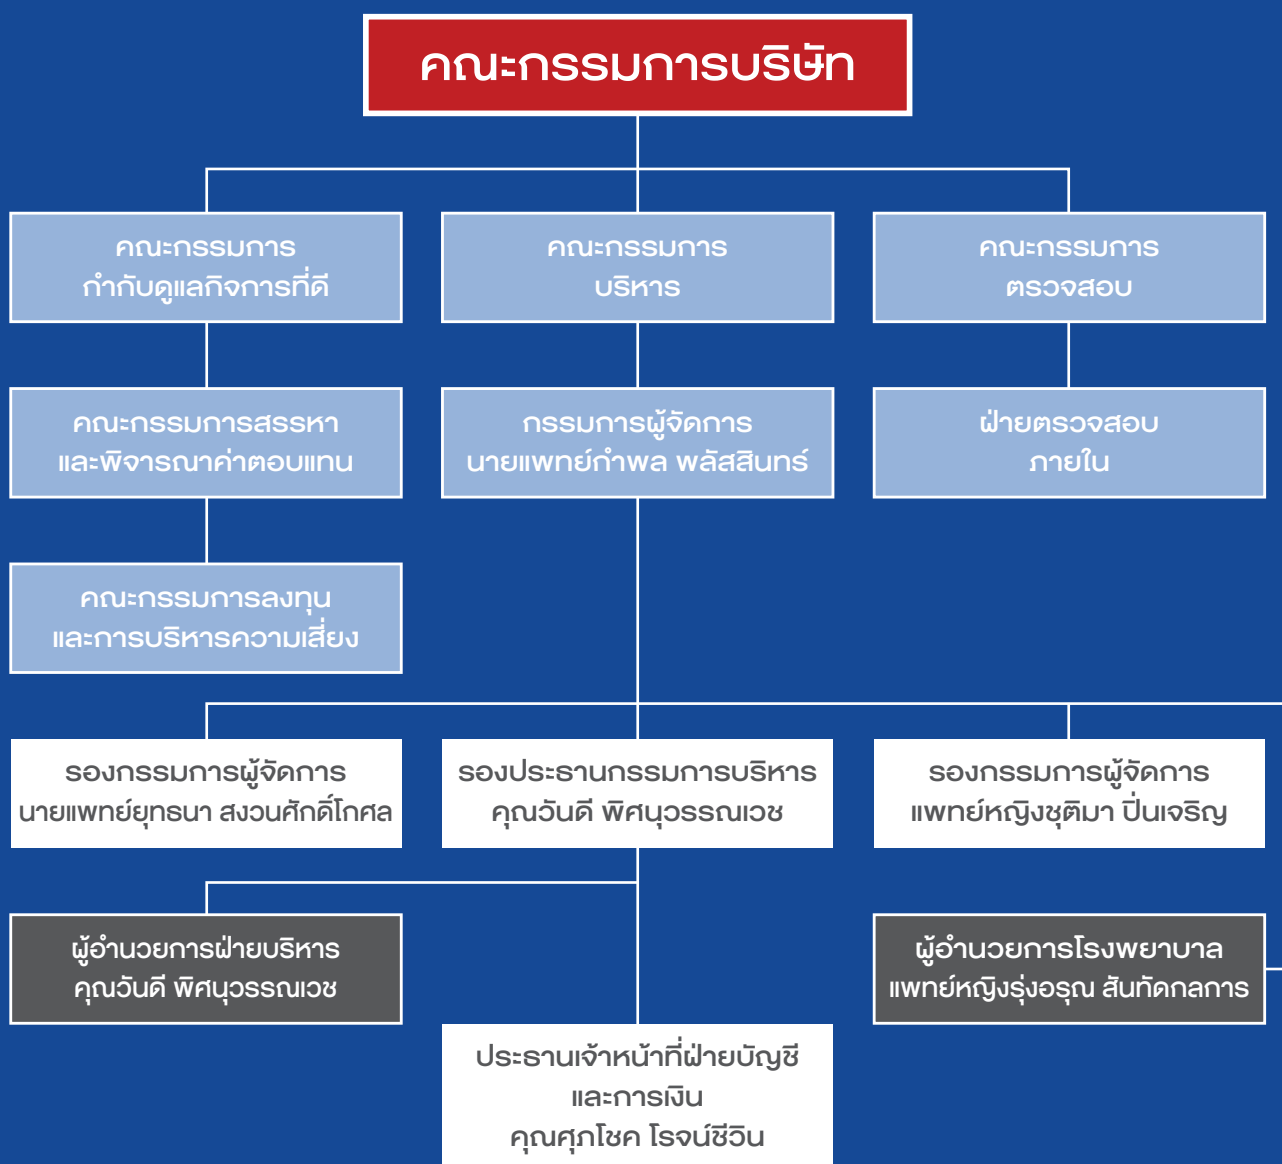 คณะกรรมการบริษัท
คณะกรรมการ
กำกับดูแลกิจการที่ดี
คณะกรรมการ
บริหาร
คณะกรรมการ
ตรวจสอบ
คณะกรรมการสรรหา
และพิจารณาค่าตอบแทน
กรรมการผู้จัดการ
นายแพทย์กำพล พลัสสินทร์
ฝ่ายตรวจสอบ
ภายใน
คณะกรรมการลงทุน
และการบริหารความเสี่ยง
รองกรรมการผู้จัดการ
นายแพทย์ยุทธนา สงวนศักดิ์โกศล
รองประธานกรรมการบริหาร
คุณวันดี พิศนุวรรณเวช
รองกรรมการผู้จัดการ
แพทย์หญิงชุติมา ปิ่นเจริญ
ผู้อำนวยการฝ่ายบริหาร
คุณวันดี พิศนุวรรณเวช
ผู้อำนวยการโรงพยาบาล
แพทย์หญิงรุ่งอรุณ สันทัดกลการ
ประธานเจ้าหน้าที่ฝ่ายบัญชี
และการเงิน
คุณศุภโชค โรจน์ชีวิน